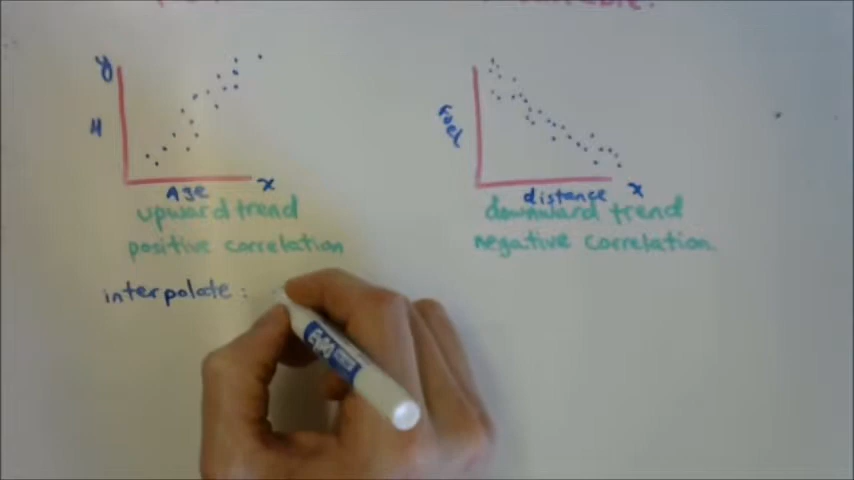 y
H
Age
x
upward trend
positive correlation
Fuel
distance
x
downward trend
negative correlation.
interpolate:
EXPO